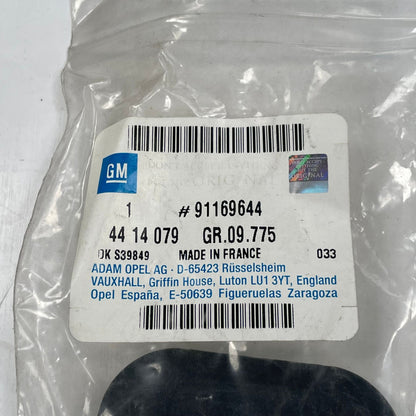 GM
ORIGINAL
1 # 91169644
44 14 079 GR.09.775
DK S39849 MADE IN FRANCE 033
ADAM OPEL AG · D-65423 Rüsselsheim
VAUXHALL, Griffin House, Luton LU1 3YT, England
Opel España, E-50639 Figueruelas Zaragoza